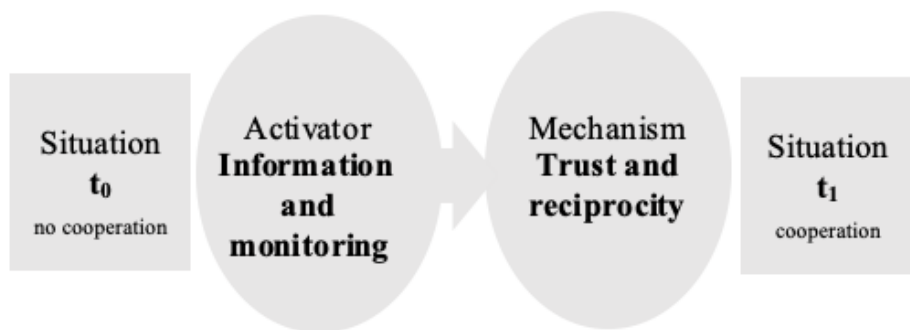 Situation
t₀
no cooperation
Activator
Information
and
monitoring
Mechanism
Trust and
reciprocity
Situation
t₁
cooperation